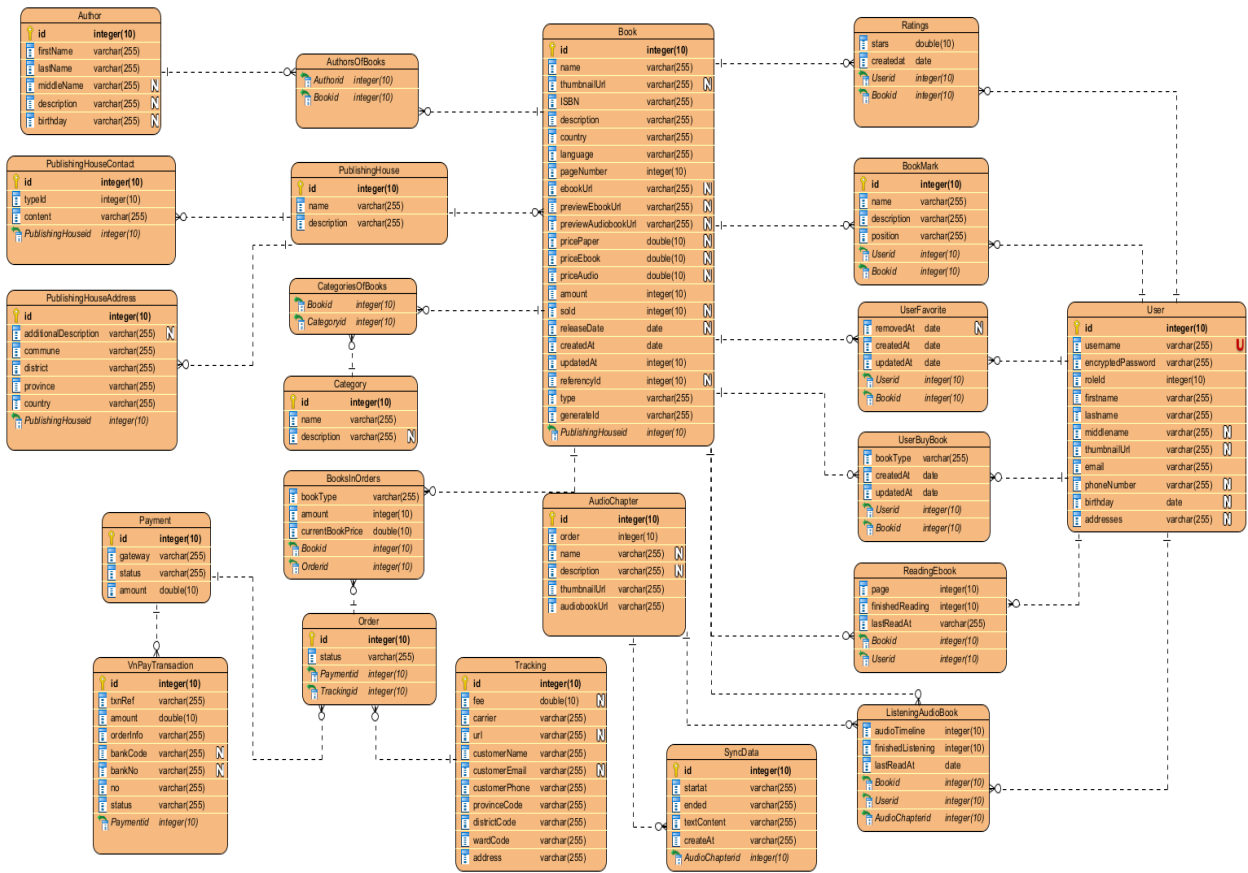 Author
id integer(10)
firstName varchar(255)
lastName varchar(255)
middleName varchar(255) N
description varchar(255) N
birthday varchar(255) N
AuthorsOfBooks
Authorid integer(10)
Bookid integer(10)
Book
id integer(10)
name varchar(255)
thumbnailUrl varchar(255) N
ISBN varchar(255)
description varchar(255)
country varchar(255)
language varchar(255)
pageNumber integer(10)
ebookUrl varchar(255) N
previewEbookUrl varchar(255) N
previewAudiobookUrl varchar(255) N
pricePaper double(10) N
priceEbook double(10) N
priceAudio double(10) N
amount integer(10)
sold integer(10) N
releaseDate date N
createdAt date
updatedAt integer(10)
referencyId integer(10) N
type varchar(255)
generateId integer(10)
PublishingHouseid integer(10)
Ratings
stars double(10)
createdat date
Userid integer(10)
Bookid integer(10)
PublishingHouseContact
id integer(10)
typeId integer(10)
content varchar(255)
PublishingHouseid integer(10)
PublishingHouse
id integer(10)
name varchar(255)
description varchar(255)
BookMark
id integer(10)
name varchar(255)
description varchar(255)
position varchar(255)
Userid integer(10)
Bookid integer(10)
PublishingHouseAddress
id integer(10)
additionalDescription varchar(255) N
commune varchar(255)
district varchar(255)
province varchar(255)
country varchar(255)
PublishingHouseid integer(10)
CategoriesOfBooks
Bookid integer(10)
Categoryid integer(10)
Category
id integer(10)
name varchar(255)
description varchar(255) N
UserFavorite
removedAt date N
createdAt date
updatedAt date
Userid integer(10)
Bookid integer(10)
User
id integer(10)
username varchar(255) U
encryptedPassword varchar(255)
roleId integer(10)
firstname varchar(255)
lastname varchar(255)
middlename varchar(255) N
thumbnailUrl varchar(255) N
email varchar(255)
phoneNumber varchar(255) N
birthday date N
addresses varchar(255) N
UserBuyBook
bookType varchar(255)
createdAt date
updatedAt date
Userid integer(10)
Bookid integer(10)
BooksInOrders
bookType varchar(255)
amount integer(10)
currentBookPrice double(10)
Bookid integer(10)
Orderid integer(10)
AudioChapter
id integer(10)
order integer(10)
name varchar(255) N
description varchar(255) N
thumbnailUrl varchar(255)
audiobookUrl varchar(255)
Payment
id integer(10)
gateway varchar(255)
status varchar(255)
amount double(10)
ReadingEbook
page integer(10)
finishedReading integer(10)
lastReadAt varchar(255)
Bookid integer(10)
Userid integer(10)
Order
id integer(10)
status varchar(255)
Paymentid integer(10)
Trackingid integer(10)
VnPayTransaction
id integer(10)
txnRef varchar(255)
amount double(10)
orderInfo varchar(255)
bankCode varchar(255) N
bankNo varchar(255) N
no varchar(255)
status varchar(255)
Paymentid integer(10)
Tracking
id integer(10)
fee double(10) N
carrier varchar(255)
url varchar(255) N
customerName varchar(255)
customerEmail varchar(255) N
customerPhone varchar(255)
provinceCode varchar(255)
districtCode varchar(255)
wardCode varchar(255)
address varchar(255)
SyncData
id integer(10)
startat varchar(255)
ended varchar(255)
textContent varchar(255)
createAt varchar(255)
AudioChapterid integer(10)
ListeningAudioBook
audioTimeline integer(10)
finishedListening integer(10)
lastReadAt date
Bookid integer(10)
Userid integer(10)
AudioChapterid integer(10)